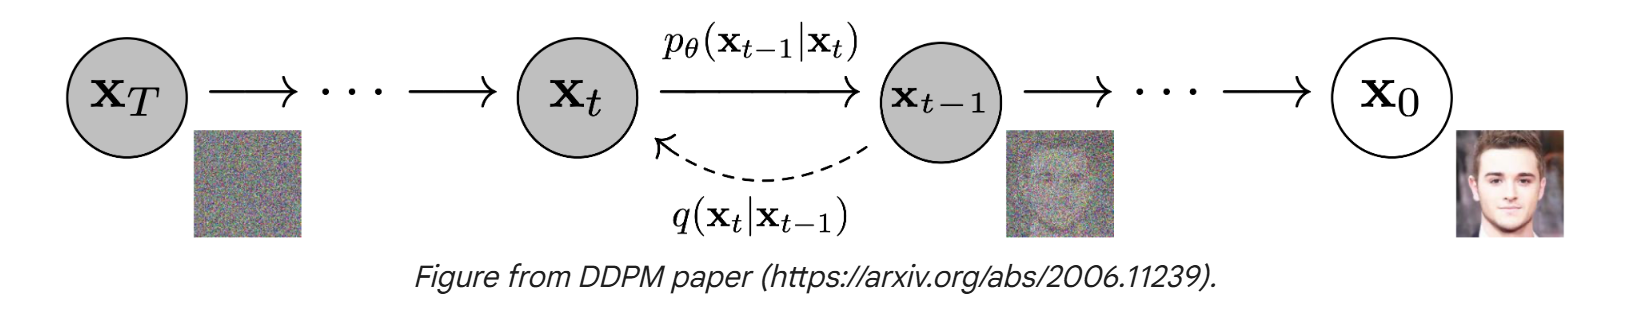 p_θ(x_{t−1}|x_t)
x_T → ··· → x_t → x_{t−1} → ··· → x_0
q(x_t|x_{t−1})
Figure from DDPM paper (https://arxiv.org/abs/2006.11239).